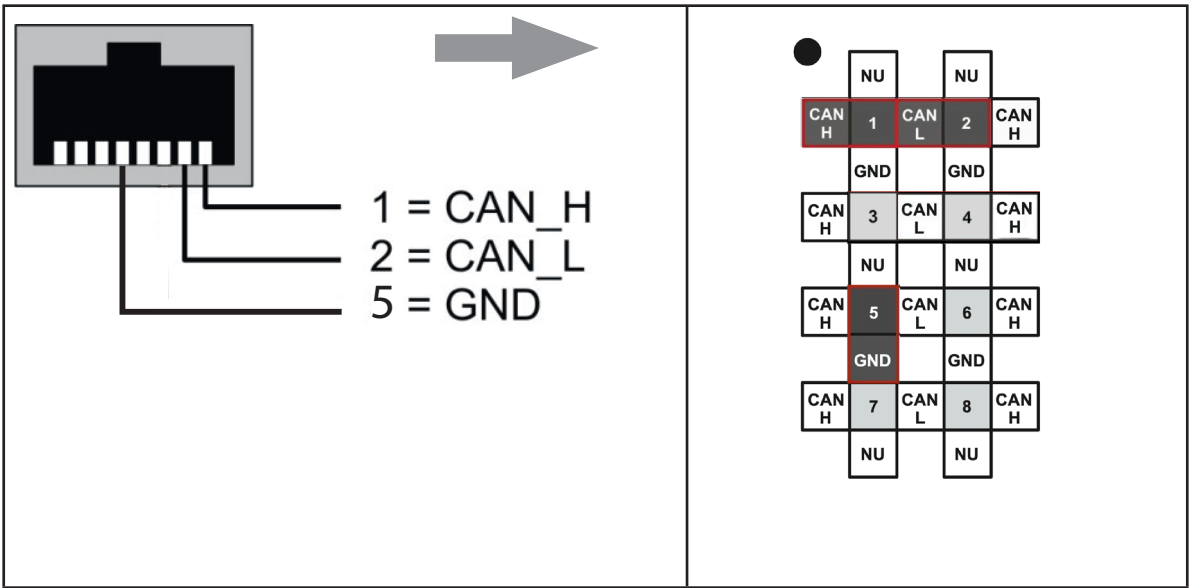 1 = CAN_H
2 = CAN_L
5 = GND
NU NU
CAN H 1 CAN L 2 CAN H
GND GND
CAN H 3 CAN L 4 CAN H
NU NU
CAN H 5 CAN L 6 CAN H
GND GND
CAN H 7 CAN L 8 CAN H
NU NU